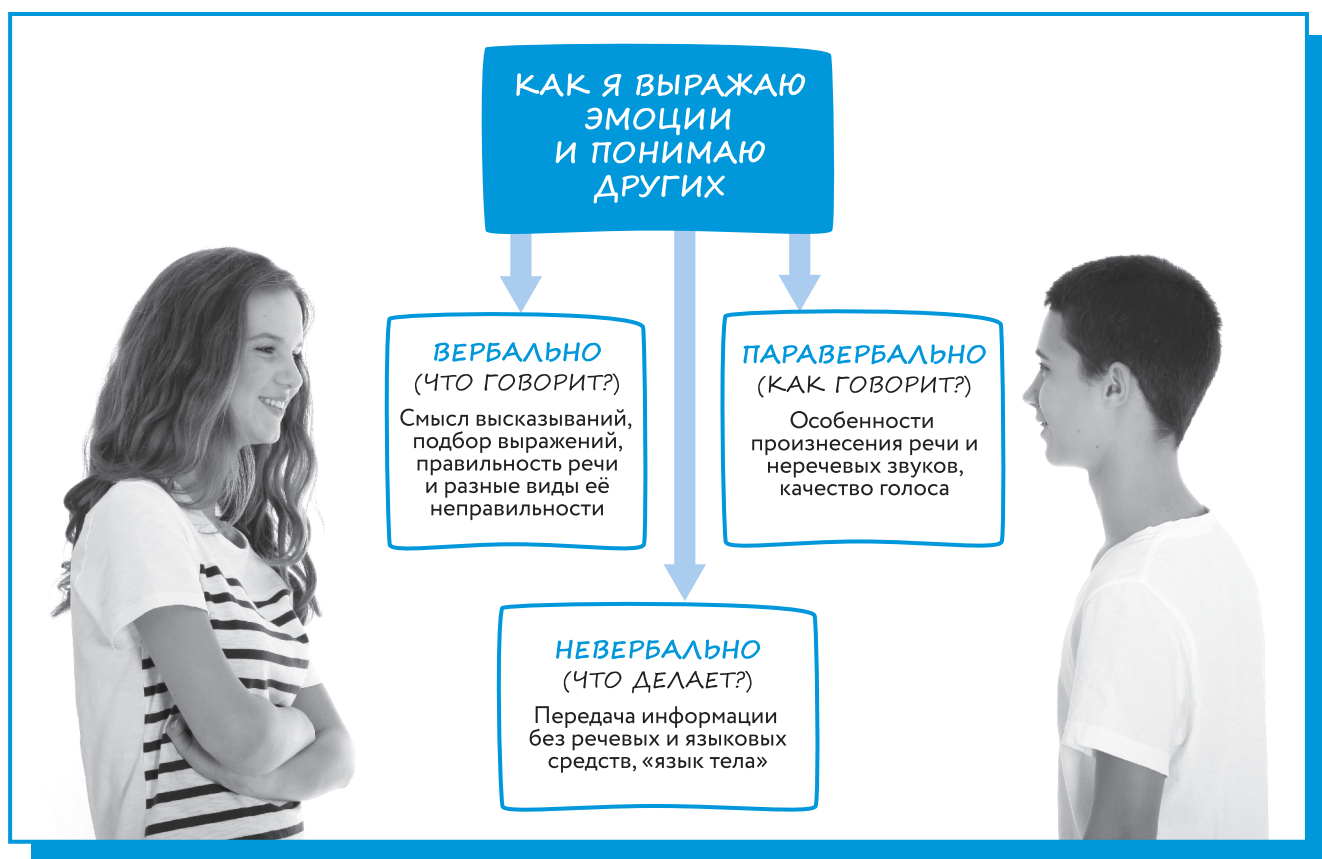 КАК Я ВЫРАЖАЮ
ЭМОЦИИ
И ПОНИМАЮ
ДРУГИХ
ВЕРБАЛЬНО
(ЧТО ГОВОРИТ?)
Смысл высказываний,
подбор выражений,
правильность речи
и разные виды её
неправильности
ПАРАВЕРБАЛЬНО
(КАК ГОВОРИТ?)
Особенности
произнесения речи и
неречевых звуков,
качество голоса
НЕВЕРБАЛЬНО
(ЧТО ДЕЛАЕТ?)
Передача информации
без речевых и языковых
средств, «язык тела»